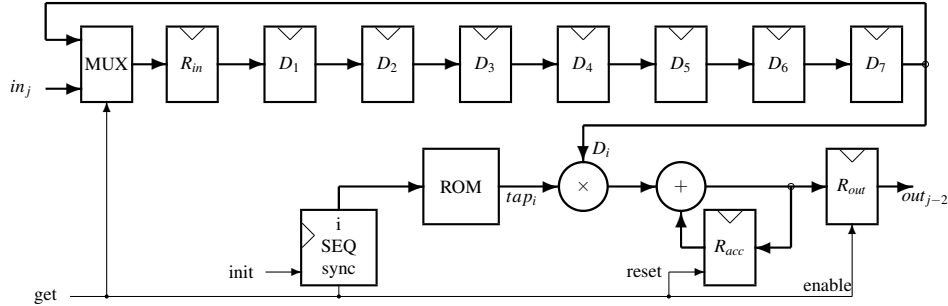 MUX R_in D_1 D_2 D_3 D_4 D_5 D_6 D_7
in_j
D_i
ROM tap_i × + R_out out_{j−2}
i
SEQ
sync
R_acc
init reset
enable
get